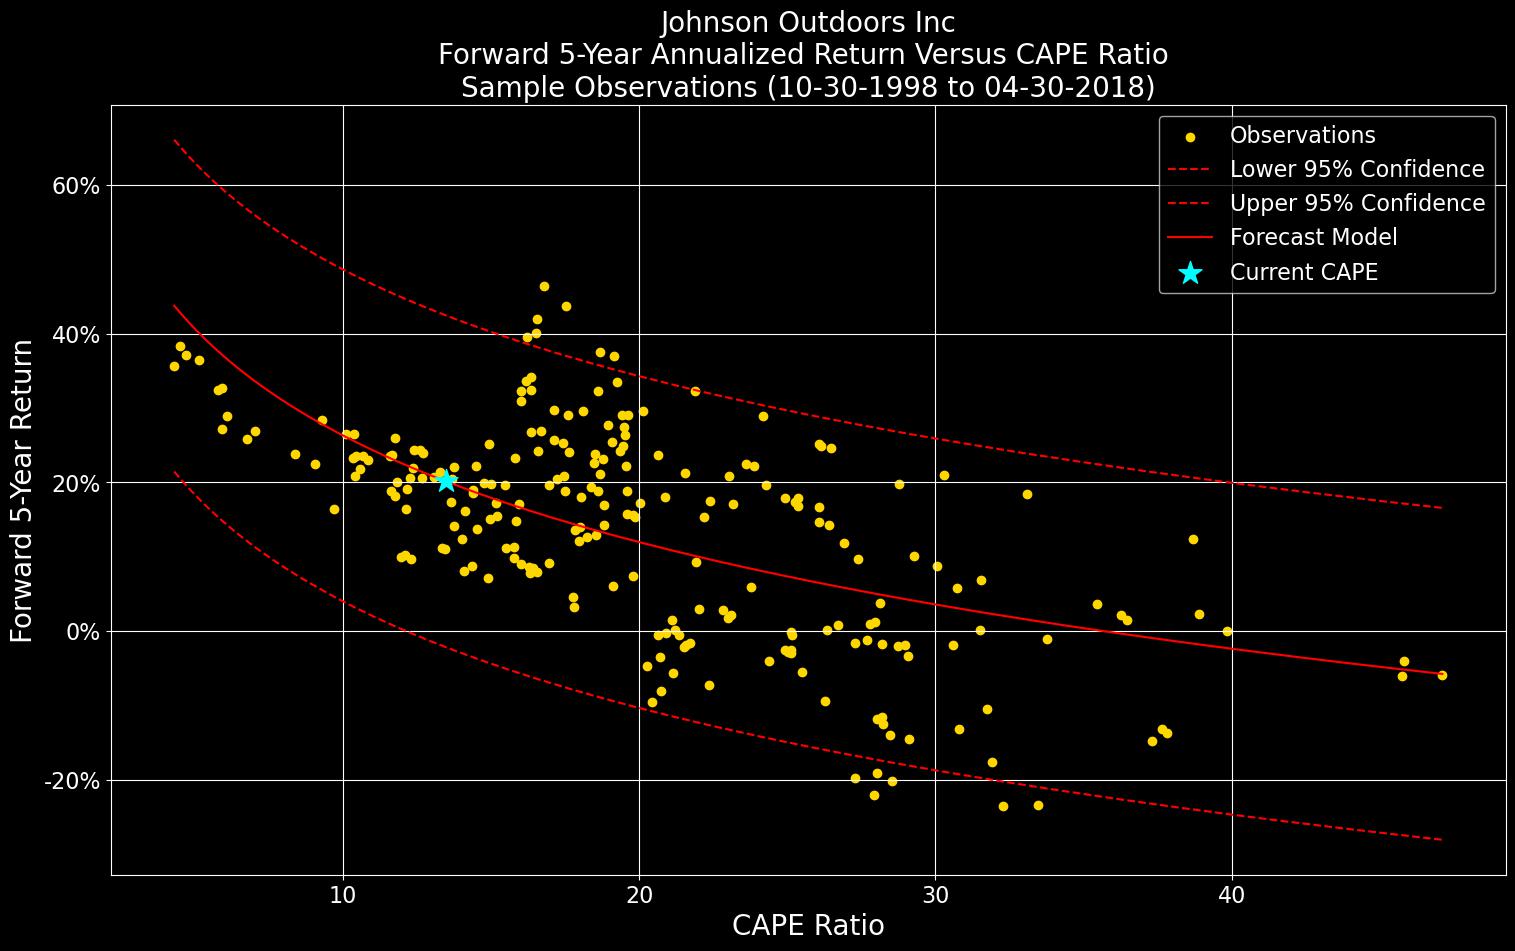 Johnson Outdoors Inc
Forward 5-Year Annualized Return Versus CAPE Ratio
Sample Observations (10-30-1998 to 04-30-2018)
Observations
Lower 95% Confidence
Upper 95% Confidence
Forecast Model
Current CAPE
Forward 5-Year Return
60%
40%
20%
0%
-20%
10
20
30
40
CAPE Ratio